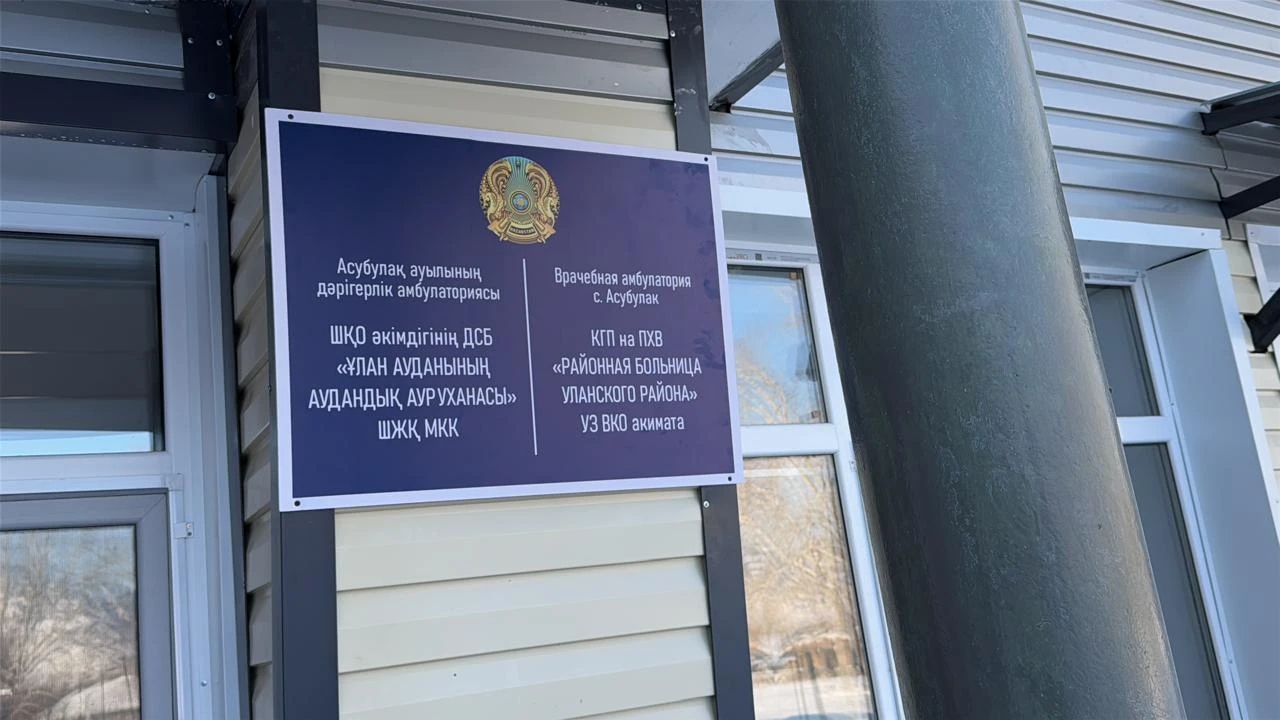 Асубулақ ауылының
дәрігерлік амбулаториясы
ШҚО әкімдігінің ДСБ
«ҰЛАН АУДАНЫНЫҢ
АУДАНДЫҚ АУРУХАНАСЫ»
ШЖҚ МКК
Врачебная амбулатория
с. Асубулак
КГП на ПХВ
«РАЙОННАЯ БОЛЬНИЦА
УЛАНСКОГО РАЙОНА»
УЗ ВКО акимата